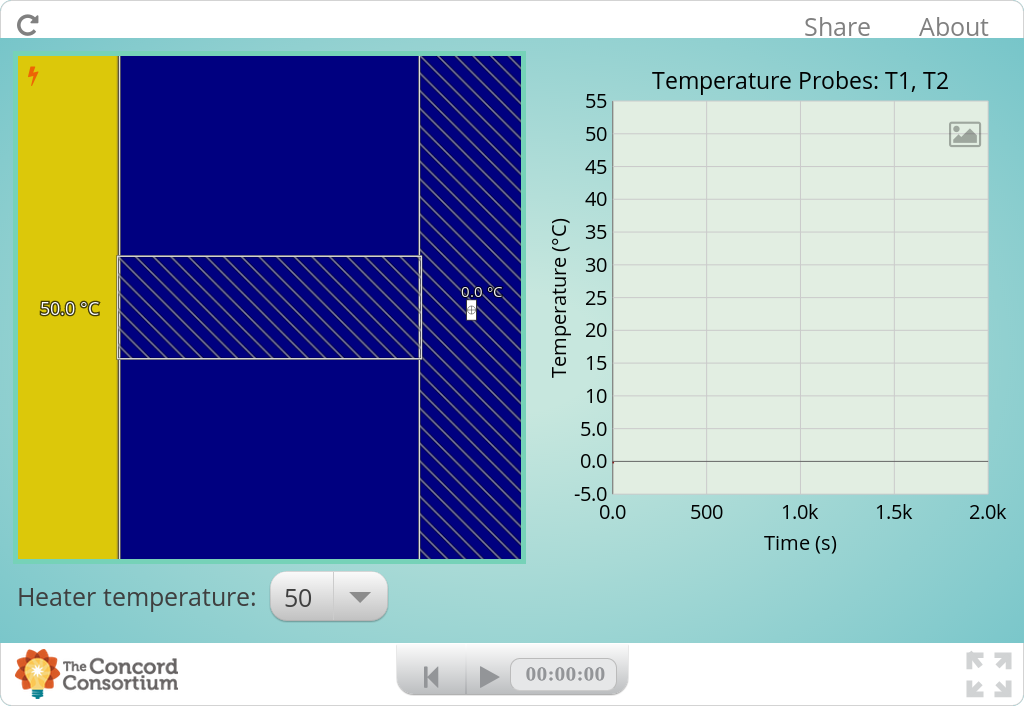 Share About
Temperature Probes: T1, T2
55
50
45
40
35
30
25
20
15
10
5.0
0.0
-5.0
Temperature (°C)
0.0 500 1.0k 1.5k 2.0k
Time (s)
50.0 °C
0.0 °C
Heater temperature: 50
The Concord
Consortium
00:00:00